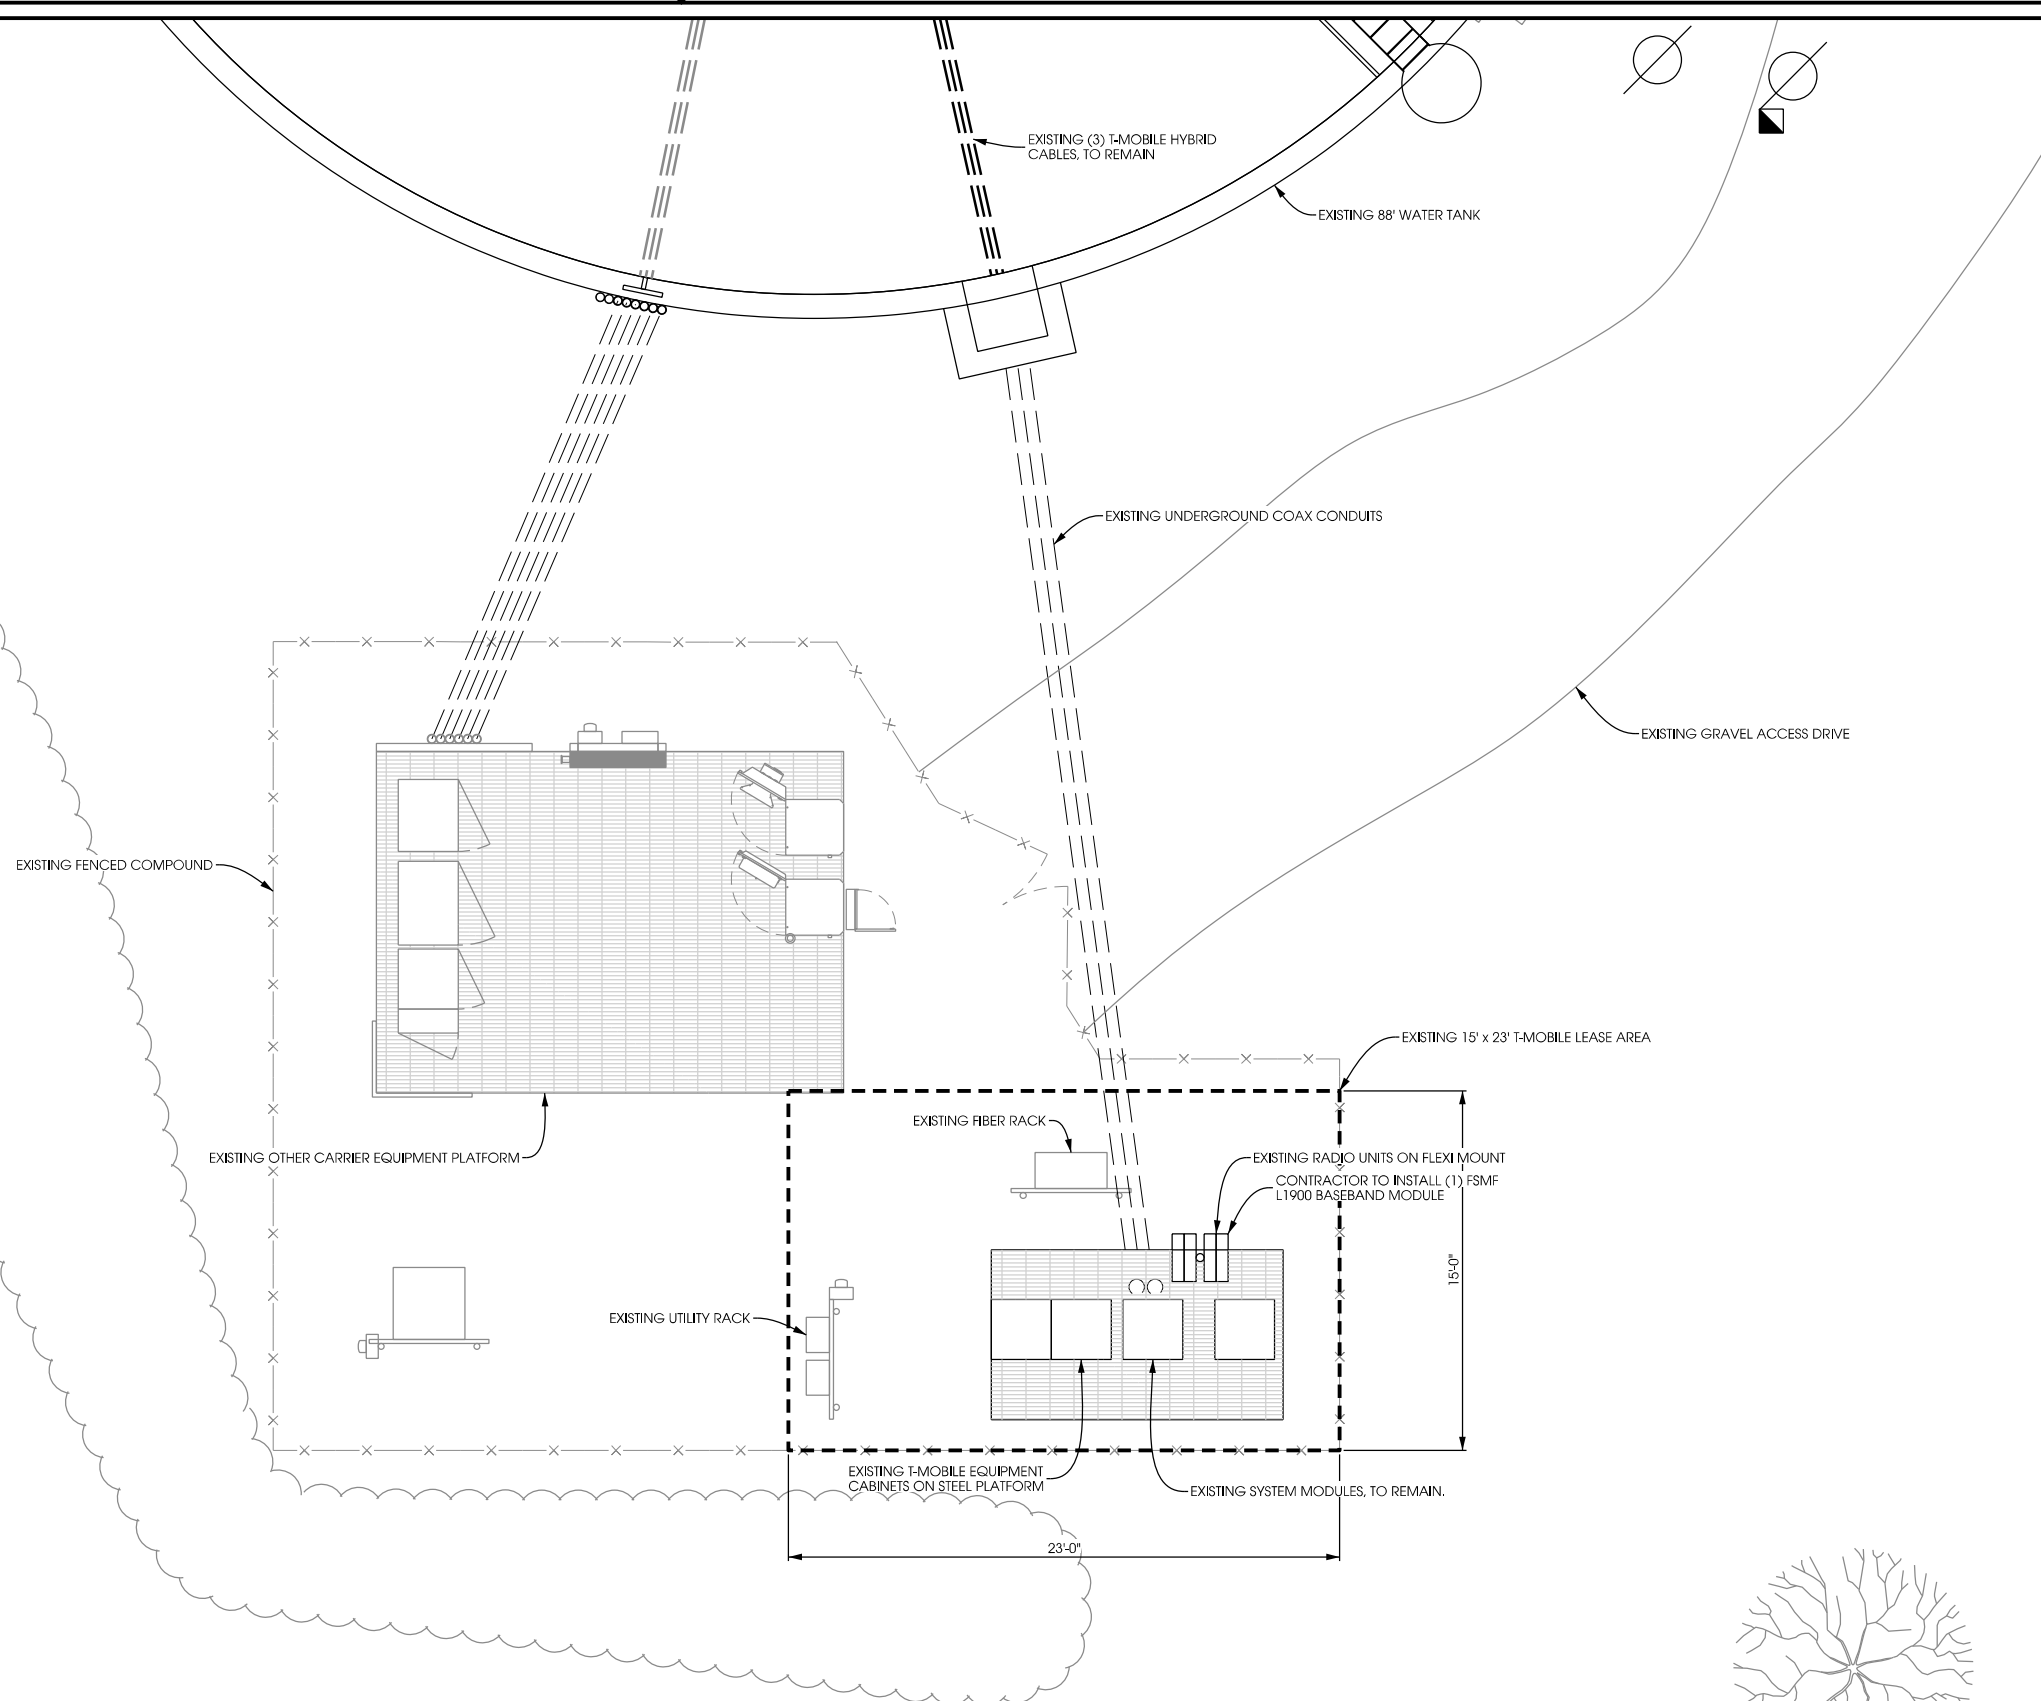 EXISTING (3) T-MOBILE HYBRID
CABLES, TO REMAIN
EXISTING 88' WATER TANK
EXISTING UNDERGROUND COAX CONDUITS
EXISTING GRAVEL ACCESS DRIVE
EXISTING FENCED COMPOUND
EXISTING 15' x 23' T-MOBILE LEASE AREA
EXISTING FIBER RACK
EXISTING OTHER CARRIER EQUIPMENT PLATFORM
EXISTING RADIO UNITS ON FLEXI MOUNT
CONTRACTOR TO INSTALL (1) FSMF
L1900 BASEBAND MODULE
15'-0"
EXISTING UTILITY RACK
EXISTING T-MOBILE EQUIPMENT
CABINETS ON STEEL PLATFORM
EXISTING SYSTEM MODULES, TO REMAIN.
23'-0"